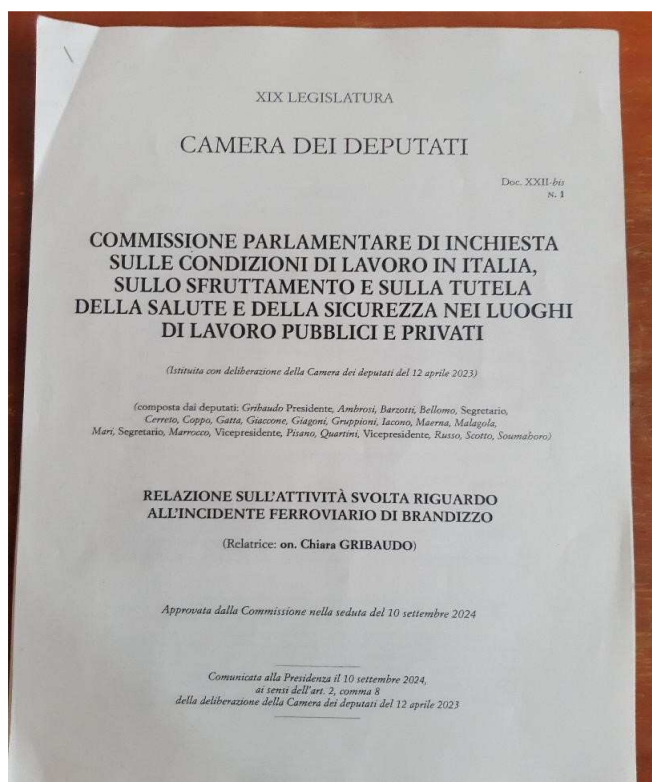 XIX LEGISLATURA
CAMERA DEI DEPUTATI
Doc. XXII-bis
N. 1
COMMISSIONE PARLAMENTARE DI INCHIESTA
SULLE CONDIZIONI DI LAVORO IN ITALIA,
SULLO SFRUTTAMENTO E SULLA TUTELA
DELLA SALUTE E DELLA SICUREZZA NEI LUOGHI
DI LAVORO PUBBLICI E PRIVATI
(Istituita con deliberazione della Camera dei deputati del 12 aprile 2023)
(composta dai deputati: Gribaudo Presidente, Ambrosi, Barzotti, Bellomo, Segretario,
Cerreto, Coppo, Gatta, Giaccone, Giagoni, Gruppioni, Iacono, Maerna, Malagola,
Mari, Segretario, Marrocco, Vicepresidente, Pisano, Quartini, Vicepresidente, Russo, Scotto, Soumahoro)
RELAZIONE SULL'ATTIVITÀ SVOLTA RIGUARDO
ALL'INCIDENTE FERROVIARIO DI BRANDIZZO
(Relatrice: on. Chiara GRIBAUDO)
Approvata dalla Commissione nella seduta del 10 settembre 2024
Comunicata alla Presidenza il 10 settembre 2024,
ai sensi dell'art. 2, comma 8
della deliberazione della Camera dei deputati del 12 aprile 2023